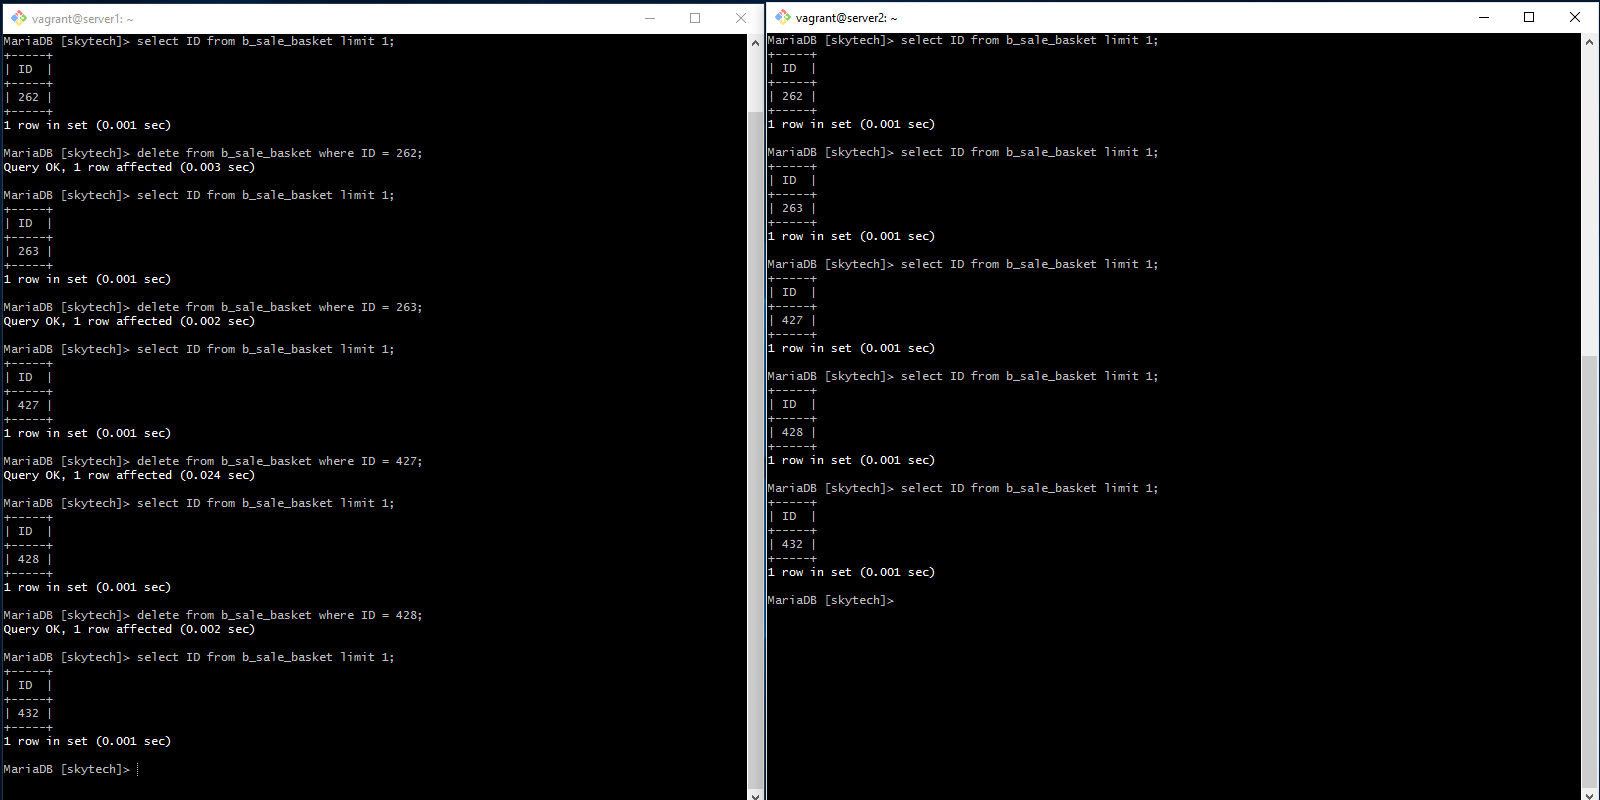 vagrant@server1: ~
MariaDB [skytech]> select ID from b_sale_basket limit 1;
+-----+
| ID  |
+-----+
| 262 |
+-----+
1 row in set (0.001 sec)
MariaDB [skytech]> delete from b_sale_basket where ID = 262;
Query OK, 1 row affected (0.003 sec)
MariaDB [skytech]> select ID from b_sale_basket limit 1;
+-----+
| ID  |
+-----+
| 263 |
+-----+
1 row in set (0.001 sec)
MariaDB [skytech]> delete from b_sale_basket where ID = 263;
Query OK, 1 row affected (0.002 sec)
MariaDB [skytech]> select ID from b_sale_basket limit 1;
+-----+
| ID  |
+-----+
| 427 |
+-----+
1 row in set (0.001 sec)
MariaDB [skytech]> delete from b_sale_basket where ID = 427;
Query OK, 1 row affected (0.024 sec)
MariaDB [skytech]> select ID from b_sale_basket limit 1;
+-----+
| ID  |
+-----+
| 428 |
+-----+
1 row in set (0.001 sec)
MariaDB [skytech]> delete from b_sale_basket where ID = 428;
Query OK, 1 row affected (0.002 sec)
MariaDB [skytech]> select ID from b_sale_basket limit 1;
+-----+
| ID  |
+-----+
| 432 |
+-----+
1 row in set (0.001 sec)
MariaDB [skytech]>
vagrant@server2: ~
MariaDB [skytech]> select ID from b_sale_basket limit 1;
+-----+
| ID  |
+-----+
| 262 |
+-----+
1 row in set (0.001 sec)
MariaDB [skytech]> select ID from b_sale_basket limit 1;
+-----+
| ID  |
+-----+
| 263 |
+-----+
1 row in set (0.001 sec)
MariaDB [skytech]> select ID from b_sale_basket limit 1;
+-----+
| ID  |
+-----+
| 427 |
+-----+
1 row in set (0.001 sec)
MariaDB [skytech]> select ID from b_sale_basket limit 1;
+-----+
| ID  |
+-----+
| 428 |
+-----+
1 row in set (0.001 sec)
MariaDB [skytech]> select ID from b_sale_basket limit 1;
+-----+
| ID  |
+-----+
| 432 |
+-----+
1 row in set (0.001 sec)
MariaDB [skytech]>